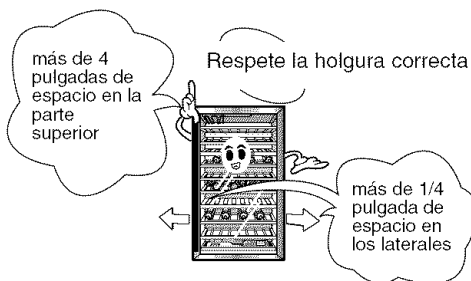 más de 4
pulgadas de
espacio en la
parte
superior
Respete la holgura correcta
más de 1/4
pulgada de
espacio en
los laterales